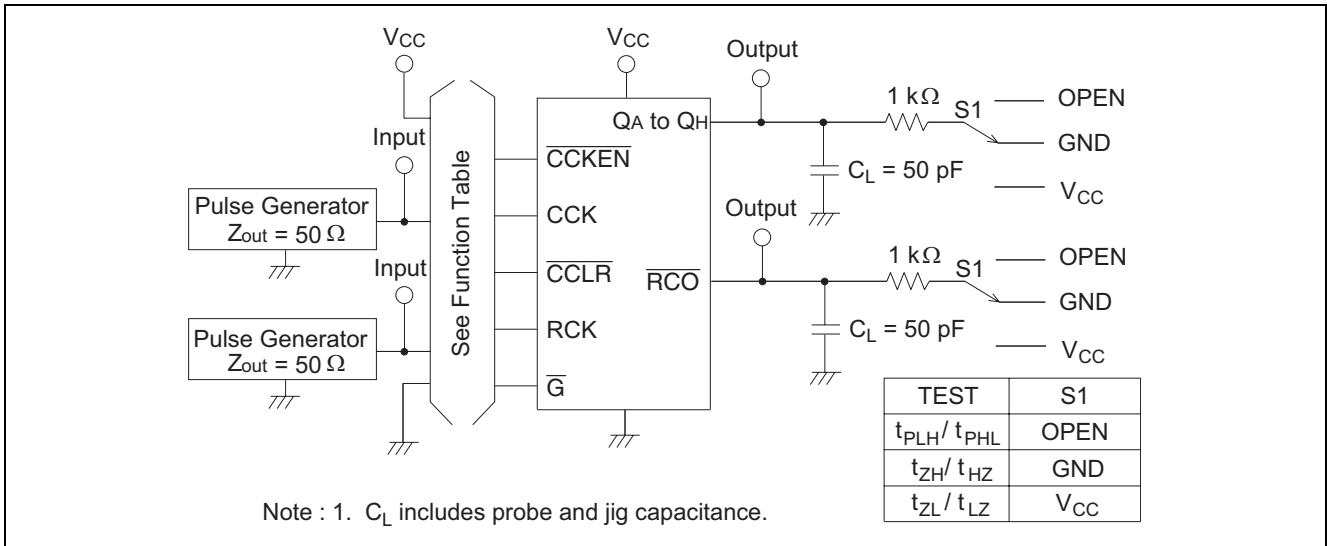 VCC
VCC
Output
1 kΩ
S1
OPEN
GND
VCC
QA to QH
CL = 50 pF
Input
Pulse Generator
Zout = 50 Ω
Input
Pulse Generator
Zout = 50 Ω
See Function Table
CCKEN
CCK
CCLR
RCK
G
RCO
Output
1 kΩ
S1
OPEN
GND
VCC
CL = 50 pF
TEST S1
tPLH / tPHL OPEN
tZH / tHZ GND
tZL / tLZ VCC
Note : 1. CL includes probe and jig capacitance.